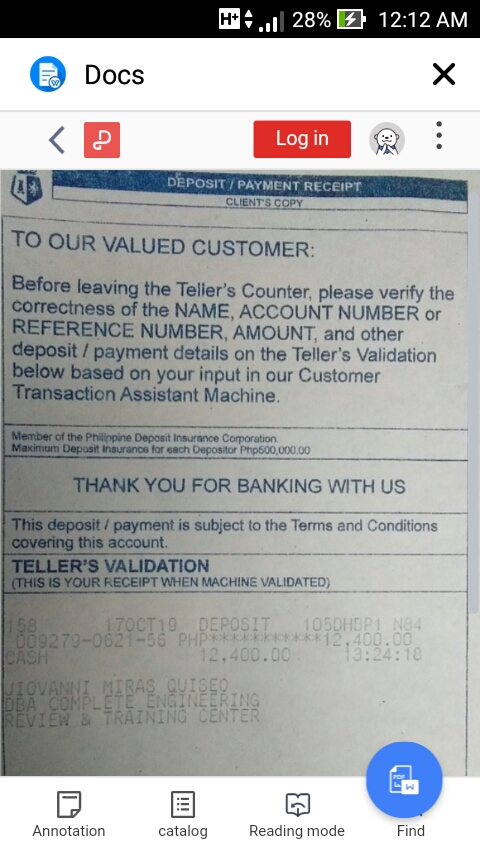 H+ 28% 12:12 AM
Docs
Log in
DEPOSIT / PAYMENT RECEIPT
CLIENT'S COPY
TO OUR VALUED CUSTOMER:
Before leaving the Teller's Counter, please verify the
correctness of the NAME, ACCOUNT NUMBER or
REFERENCE NUMBER, AMOUNT, and other
deposit / payment details on the Teller's Validation
below based on your input in our Customer
Transaction Assistant Machine.
Member of the Philippine Deposit Insurance Corporation
Maximum Deposit Insurance for each Depositor Php500,000.00
THANK YOU FOR BANKING WITH US
This deposit / payment is subject to the Terms and Conditions
covering this account.
TELLER'S VALIDATION
(THIS IS YOUR RECEIPT WHEN MACHINE VALIDATED)
158 17OCT19 DEPOSIT 105DHDP1 N84
009279-0621-56 PHP***********12,400.00
CASH 12,400.00 13:24:18
JIOVANNI MIRAS QUISEO
DBA COMPLETE ENGINEERING
REVIEW & TRAINING CENTER
PDF
W
Annotation catalog Reading mode Find